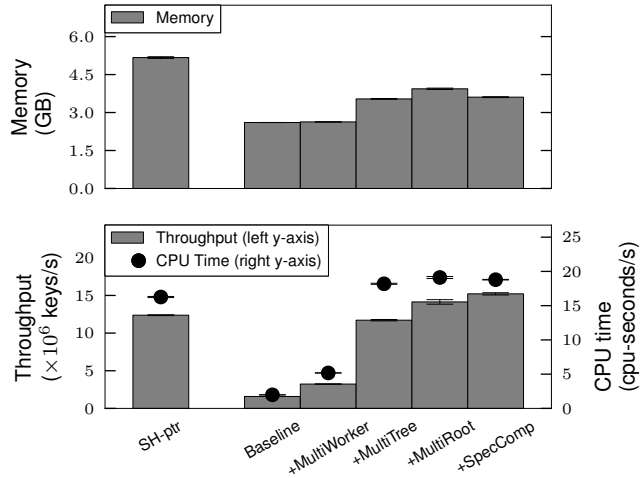 Memory
6.0
4.5
3.0
1.5
0.0
Memory
(GB)
Throughput (left y-axis)
CPU Time (right y-axis)
20
15
10
5
0
Throughput
(×10⁶ keys/s)
25
20
15
10
5
0
CPU time
(cpu-seconds/s)
SH-ptr
Baseline
+MultiWorker
+MultiTree
+MultiRoot
+SpecComp